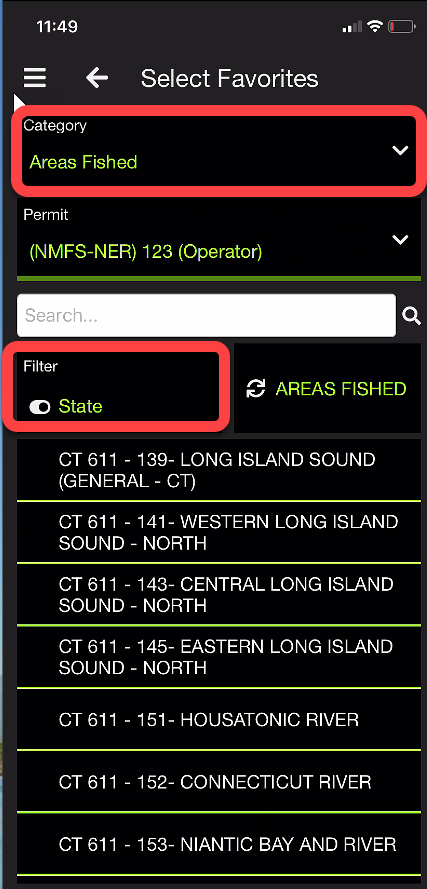 11:49
Select Favorites
Category
Areas Fished
Permit
(NMFS-NER) 123 (Operator)
Search...
Filter
State
AREAS FISHED
CT 611 - 139- LONG ISLAND SOUND
(GENERAL - CT)
CT 611 - 141- WESTERN LONG ISLAND
SOUND - NORTH
CT 611 - 143- CENTRAL LONG ISLAND
SOUND - NORTH
CT 611 - 145- EASTERN LONG ISLAND
SOUND - NORTH
CT 611 - 151- HOUSATONIC RIVER
CT 611 - 152- CONNECTICUT RIVER
CT 611 - 153- NIANTIC BAY AND RIVER